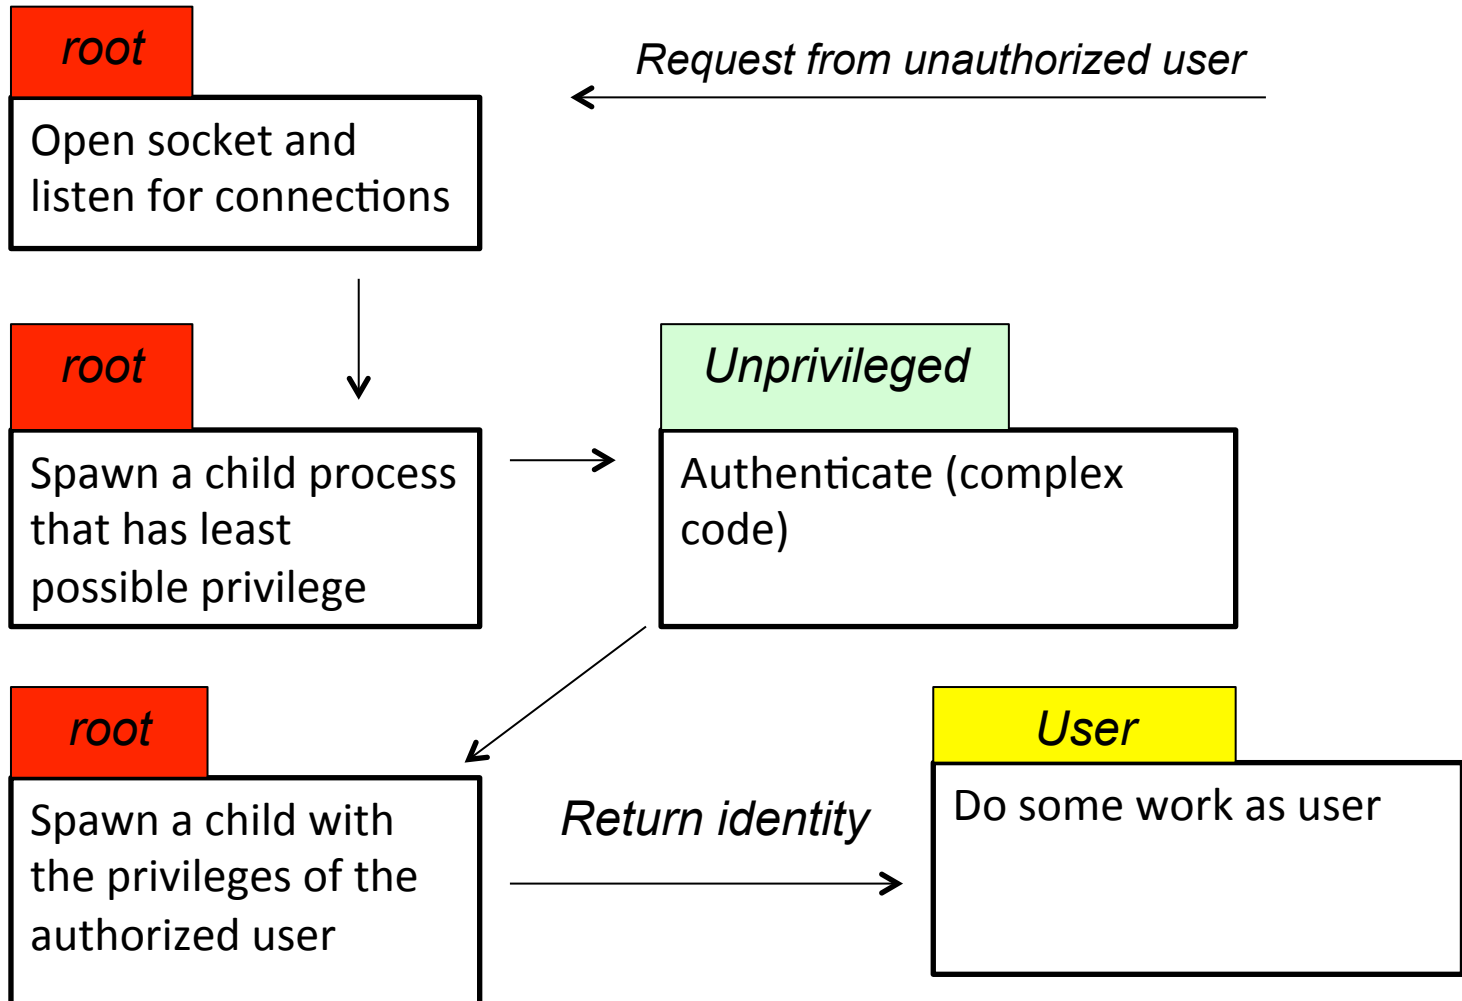 root
Request from unauthorized user
Open socket and
listen for connections
root
Unprivileged
Spawn a child process
that has least
possible privilege
Authenticate (complex
code)
root
User
Spawn a child with
the privileges of the
authorized user
Return identity
Do some work as user